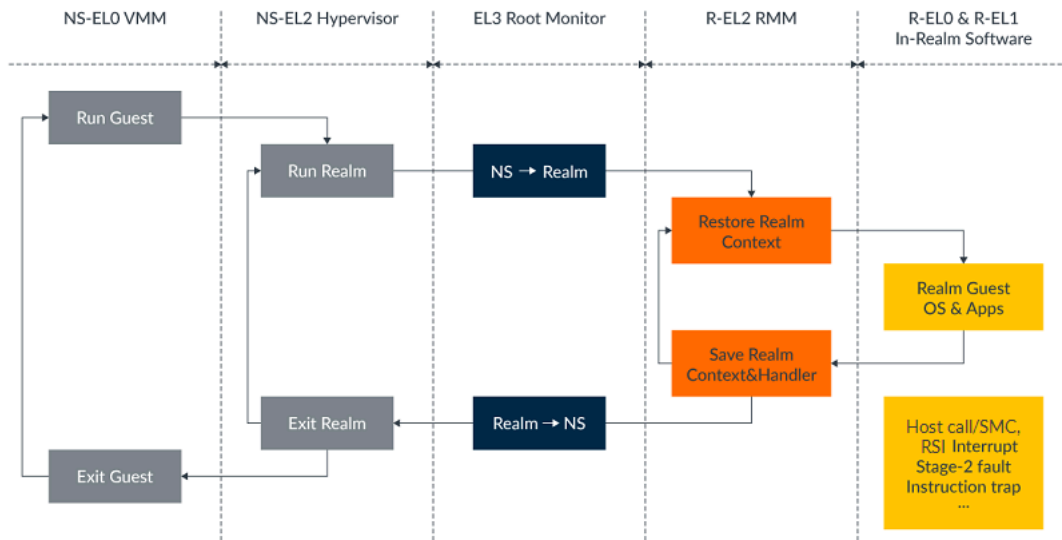 NS-EL0 VMM
NS-EL2 Hypervisor
EL3 Root Monitor
R-EL2 RMM
R-EL0 & R-EL1
In-Realm Software
Run Guest
Run Realm
NS → Realm
Restore Realm
Context
Realm Guest
OS & Apps
Save Realm
Context&Handler
Exit Realm
Realm → NS
Exit Guest
Host call/SMC,
RSI Interrupt
Stage-2 fault
Instruction trap
...